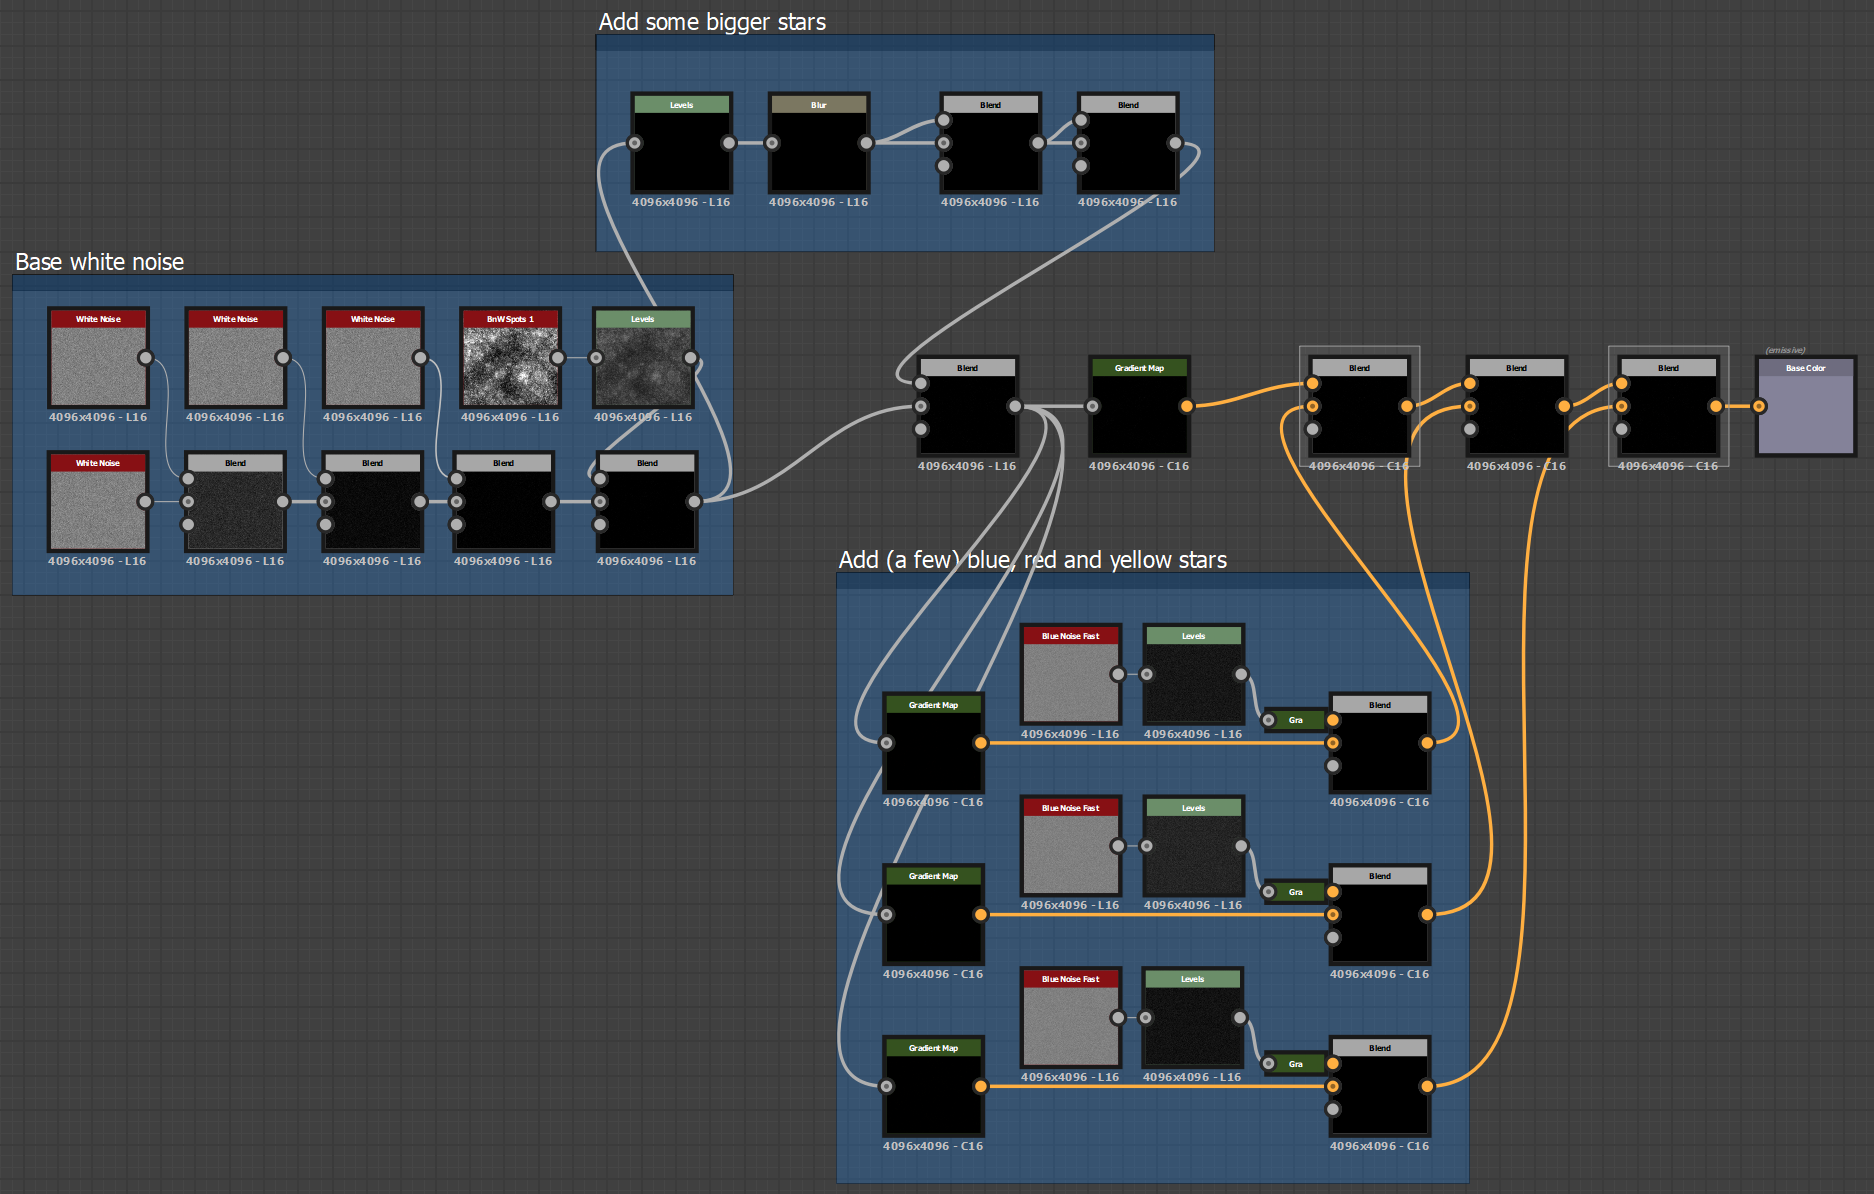 Add some bigger stars
Levels
Blur
Blend
Blend
4096x4096 - L16
4096x4096 - L16
4096x4096 - L16
4096x4096 - L16
Base white noise
White Noise
White Noise
White Noise
BnW Spots 1
Levels
4096x4096 - L16
4096x4096 - L16
4096x4096 - L16
4096x4096 - L16
4096x4096 - L16
White Noise
Blend
Blend
Blend
Blend
4096x4096 - L16
4096x4096 - L16
4096x4096 - L16
4096x4096 - L16
4096x4096 - L16
(emissive)
Blend
Gradient Map
Blend
Blend
Blend
Base Color
4096x4096 - L16
4096x4096 - C16
4096x4096 - C16
4096x4096 - C16
4096x4096 - C16
Add (a few) blue, red and yellow stars
Blue Noise Fast
Levels
Gradient Map
Gra
Blend
4096x4096 - L16
4096x4096 - L16
4096x4096 - C16
4096x4096 - C16
Blue Noise Fast
Levels
Gradient Map
Gra
Blend
4096x4096 - L16
4096x4096 - L16
4096x4096 - C16
4096x4096 - C16
Blue Noise Fast
Levels
Gradient Map
Gra
Blend
4096x4096 - L16
4096x4096 - L16
4096x4096 - C16
4096x4096 - C16